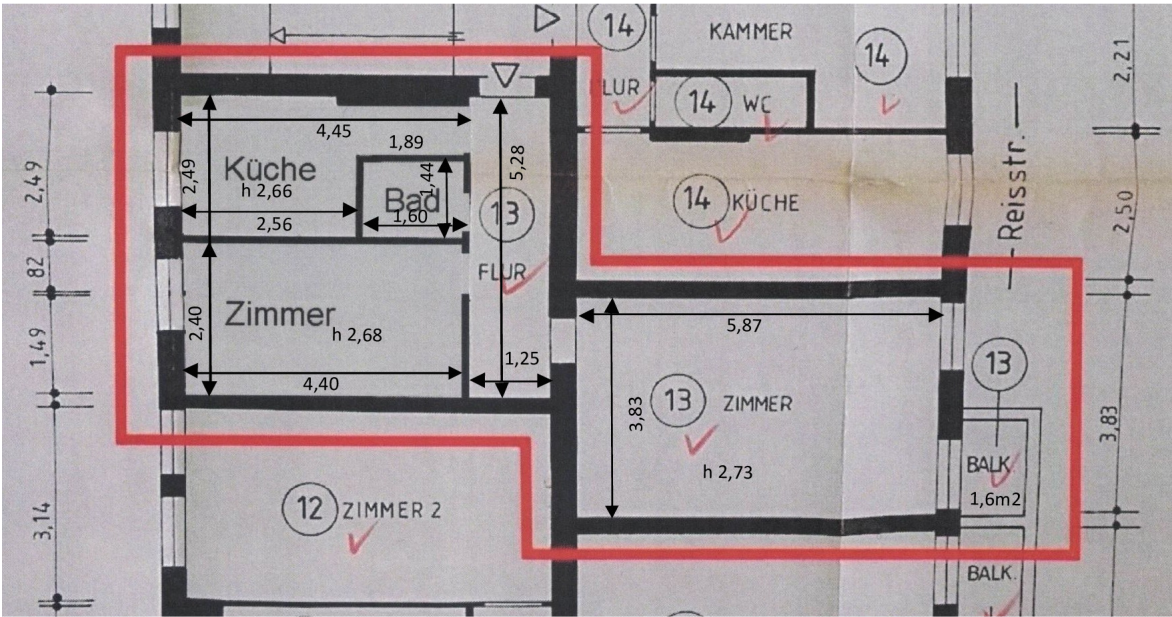 14
KAMMER
14
FLUR
14
WC
2,21
4,45
1,89
Küche
h 2,66
2,49
2,49
1,44
Bad
1,60
2,56
5,28
13
FLUR
14
KÜCHE
Reisstr.
2,50
82
1,49
2,40
Zimmer
h 2,68
4,40
1,25
5,87
13
ZIMMER
3,83
h 2,73
13
BALK
1,6m2
3,83
12
ZIMMER 2
3,14
BALK.